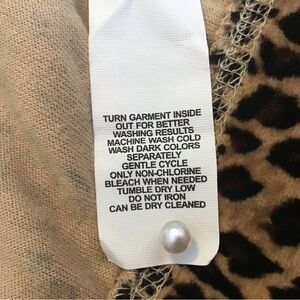 TURN GARMENT INSIDE
OUT FOR BETTER
WASHING RESULTS
MACHINE WASH COLD
WASH DARK COLORS
SEPARATELY
GENTLE CYCLE
ONLY NON-CHLORINE
BLEACH WHEN NEEDED
TUMBLE DRY LOW
DO NOT IRON
CAN BE DRY CLEANED